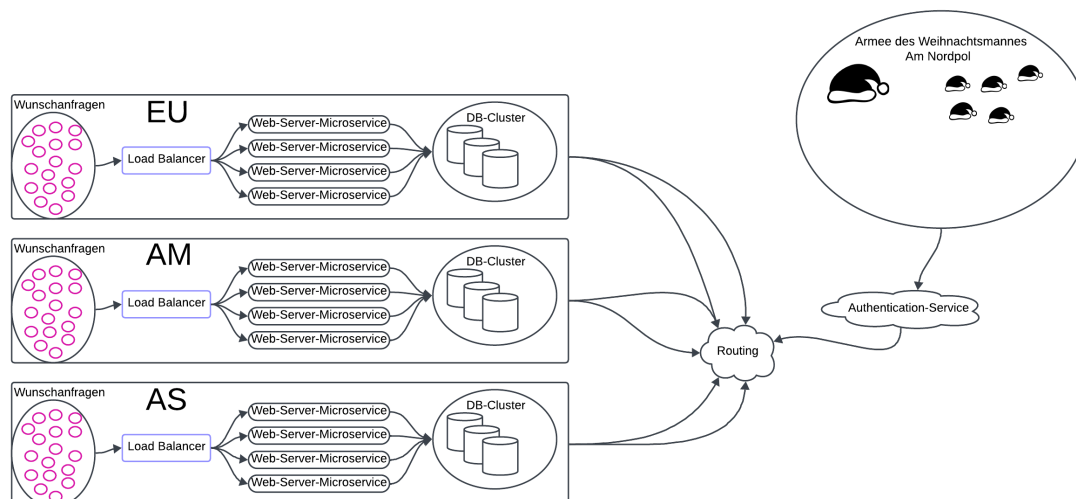 Armee des Weihnachtsmannes
Am Nordpol
Wunschanfragen
EU
Load Balancer
Web-Server-Microservice
Web-Server-Microservice
Web-Server-Microservice
Web-Server-Microservice
DB-Cluster
Wunschanfragen
AM
Load Balancer
Web-Server-Microservice
Web-Server-Microservice
Web-Server-Microservice
Web-Server-Microservice
DB-Cluster
Authentication-Service
Routing
Wunschanfragen
AS
Load Balancer
Web-Server-Microservice
Web-Server-Microservice
Web-Server-Microservice
Web-Server-Microservice
DB-Cluster